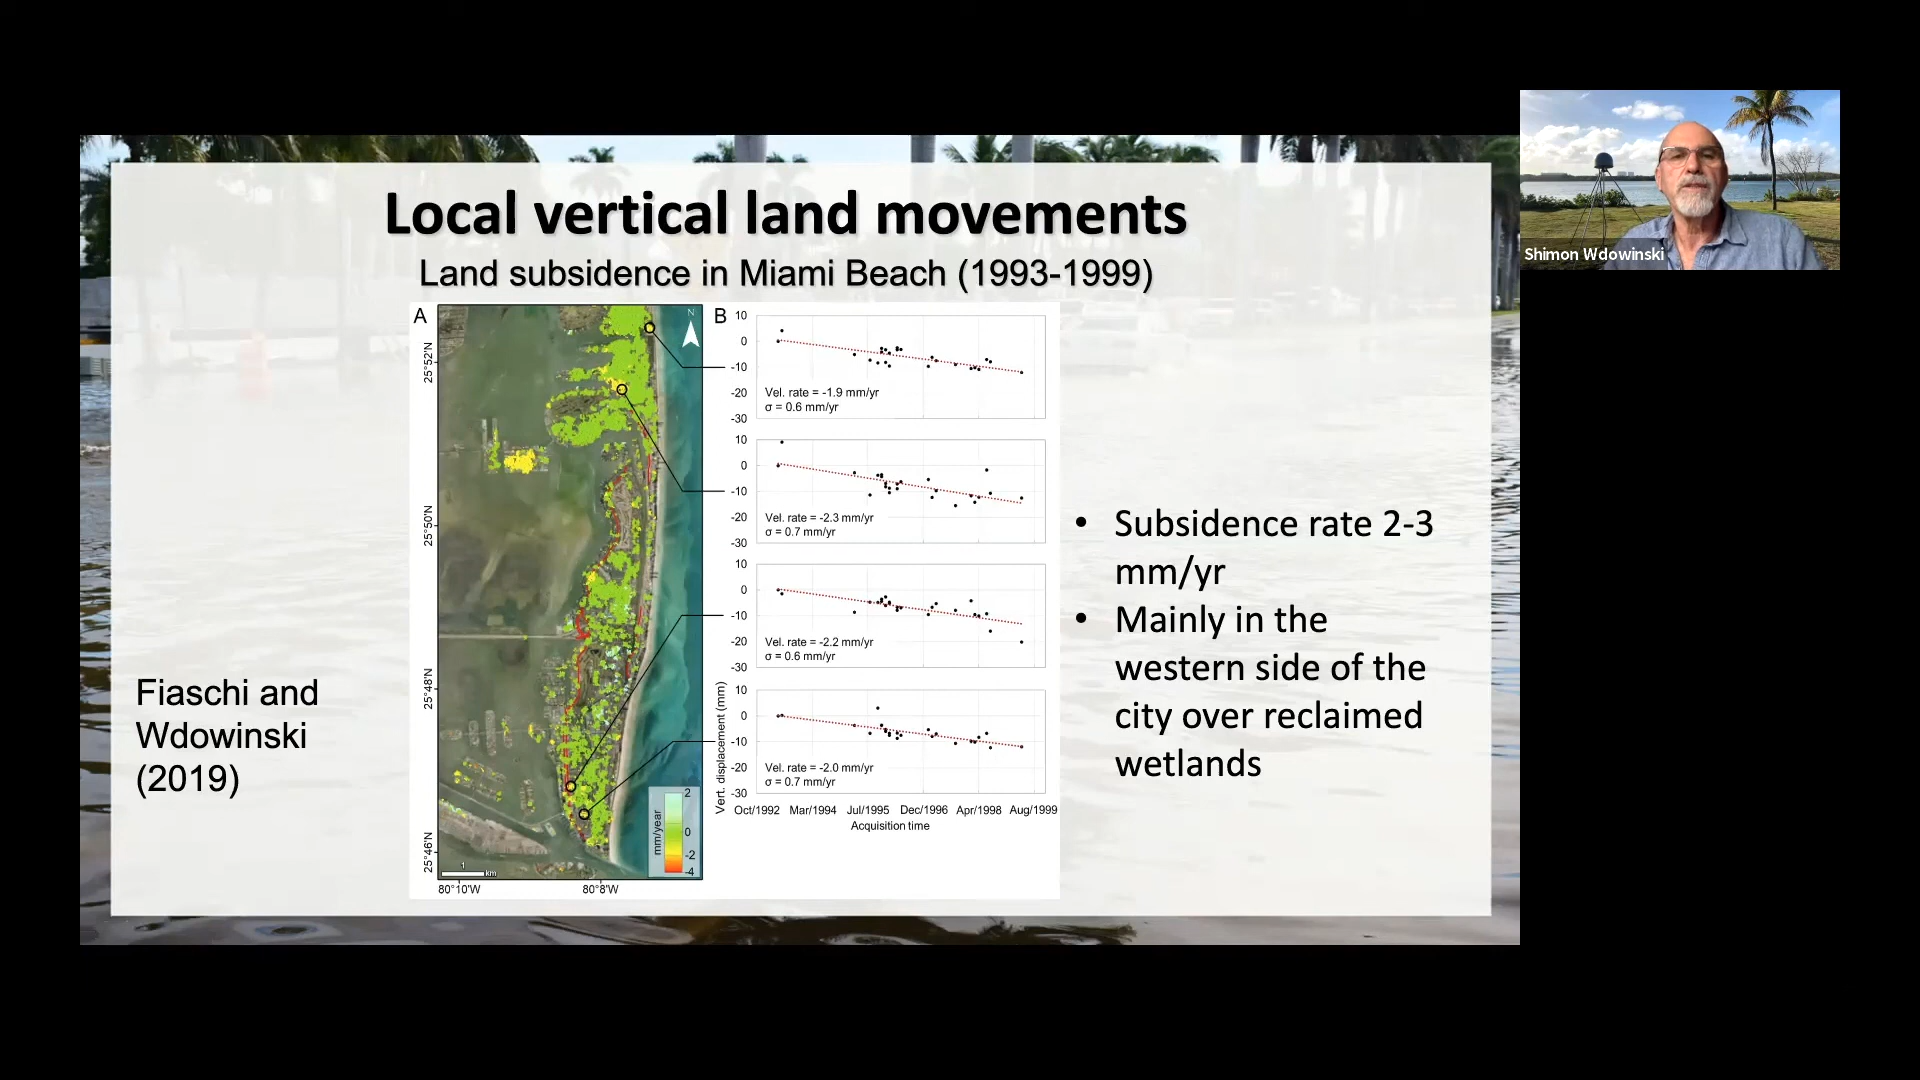 Local vertical land movements
Land subsidence in Miami Beach (1993-1999)
A
N
25°52'N
25°50'N
25°48'N
25°46'N
80°10'W
80°8'W
1
km
mm/year
2
0
-2
-4
B
10
0
-10
-20
-30
Vel. rate = -1.9 mm/yr
σ = 0.6 mm/yr
10
0
-10
-20
-30
Vel. rate = -2.3 mm/yr
σ = 0.7 mm/yr
10
0
-10
-20
-30
Vel. rate = -2.2 mm/yr
σ = 0.6 mm/yr
Vert. displacement (mm)
10
0
-10
-20
-30
Vel. rate = -2.0 mm/yr
σ = 0.7 mm/yr
Oct/1992 Mar/1994 Jul/1995 Dec/1996 Apr/1998 Aug/1999
Acquisition time
• Subsidence rate 2-3
mm/yr
• Mainly in the
western side of the
city over reclaimed
wetlands
Fiaschi and
Wdowinski
(2019)
Shimon Wdowinski